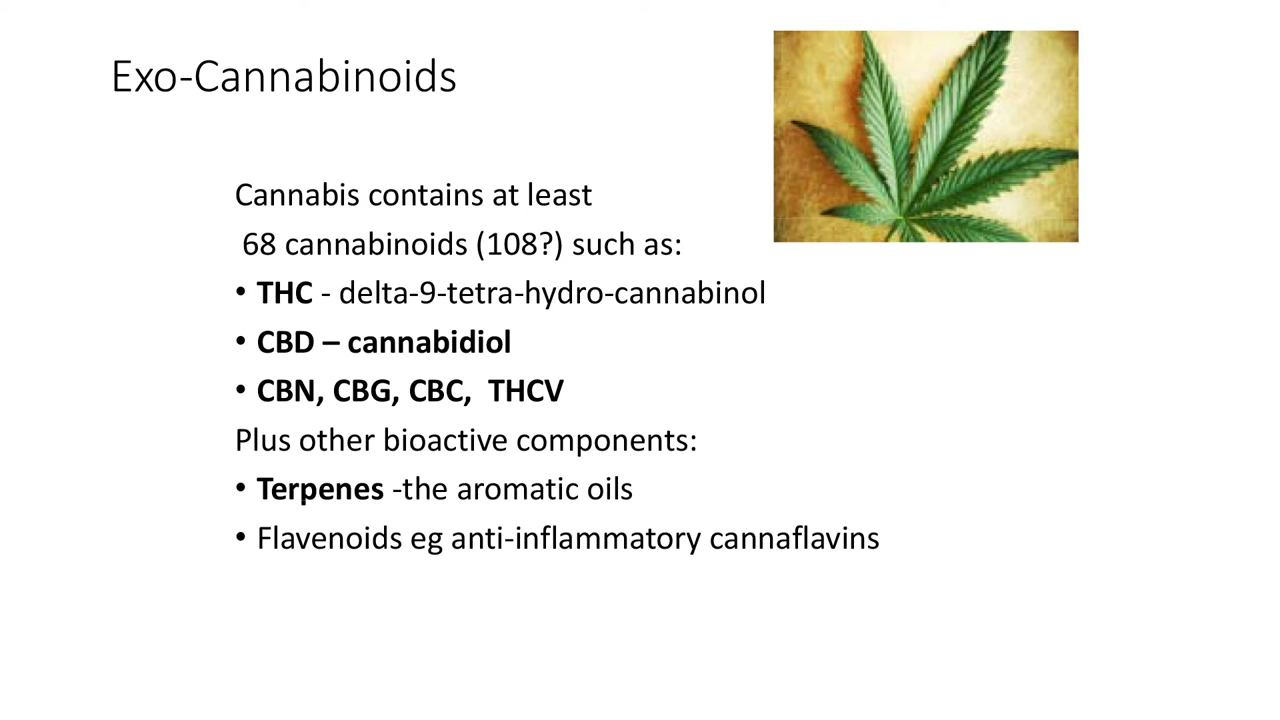 Exo-Cannabinoids
Cannabis contains at least
68 cannabinoids (108?) such as:
• THC - delta-9-tetra-hydro-cannabinol
• CBD – cannabidiol
• CBN, CBG, CBC,  THCV
Plus other bioactive components:
• Terpenes -the aromatic oils
• Flavenoids eg anti-inflammatory cannaflavins